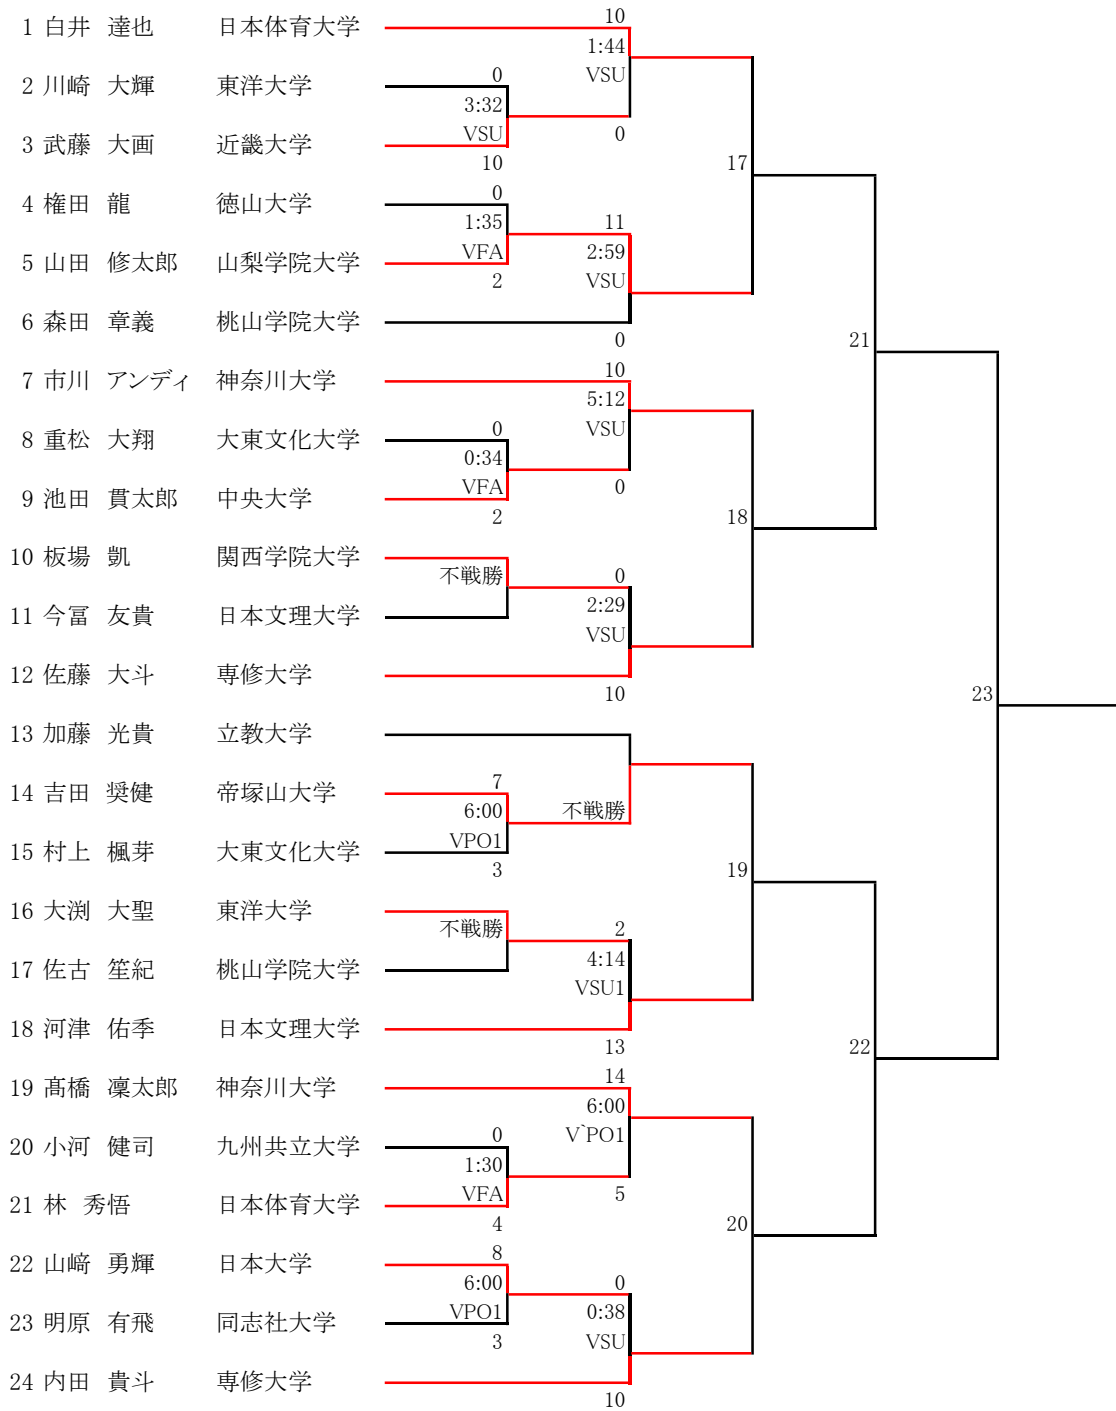 1 白井 達也 日本体育大学 10
1:44
2 川崎 大輝 東洋大学 0 VSU
3:32
VSU 0
3 武藤 大画 近畿大学
10 17
4 権田 龍 徳山大学 0
1:35 11
5 山田 修太郎 山梨学院大学 VFA 2:59
2 VSU
6 森田 章義 桃山学院大学
0 21
7 市川 アンディ 神奈川大学 10
5:12
8 重松 大翔 大東文化大学 0 VSU
0:34
9 池田 貫太郎 中央大学 VFA 0
2 18
10 板場 凱 関西学院大学
不戦勝 0
11 今冨 友貴 日本文理大学 2:29
VSU
12 佐藤 大斗 専修大学
10 23
13 加藤 光貴 立教大学
14 吉田 奨健 帝塚山大学 7
6:00 不戦勝
15 村上 楓芽 大東文化大学 VPO1
3 19
16 大渕 大聖 東洋大学
不戦勝 2
17 佐古 笙紀 桃山学院大学 4:14
VSU1
18 河津 佑季 日本文理大学
13 22
19 髙橋 凜太郎 神奈川大学 14
6:00
20 小河 健司 九州共立大学 0 V`PO1
1:30
21 林 秀悟 日本体育大学 VFA 5
4 20
22 山﨑 勇輝 日本大学 8
6:00 0
23 明原 有飛 同志社大学 VPO1 0:38
3 VSU
24 内田 貴斗 専修大学
10